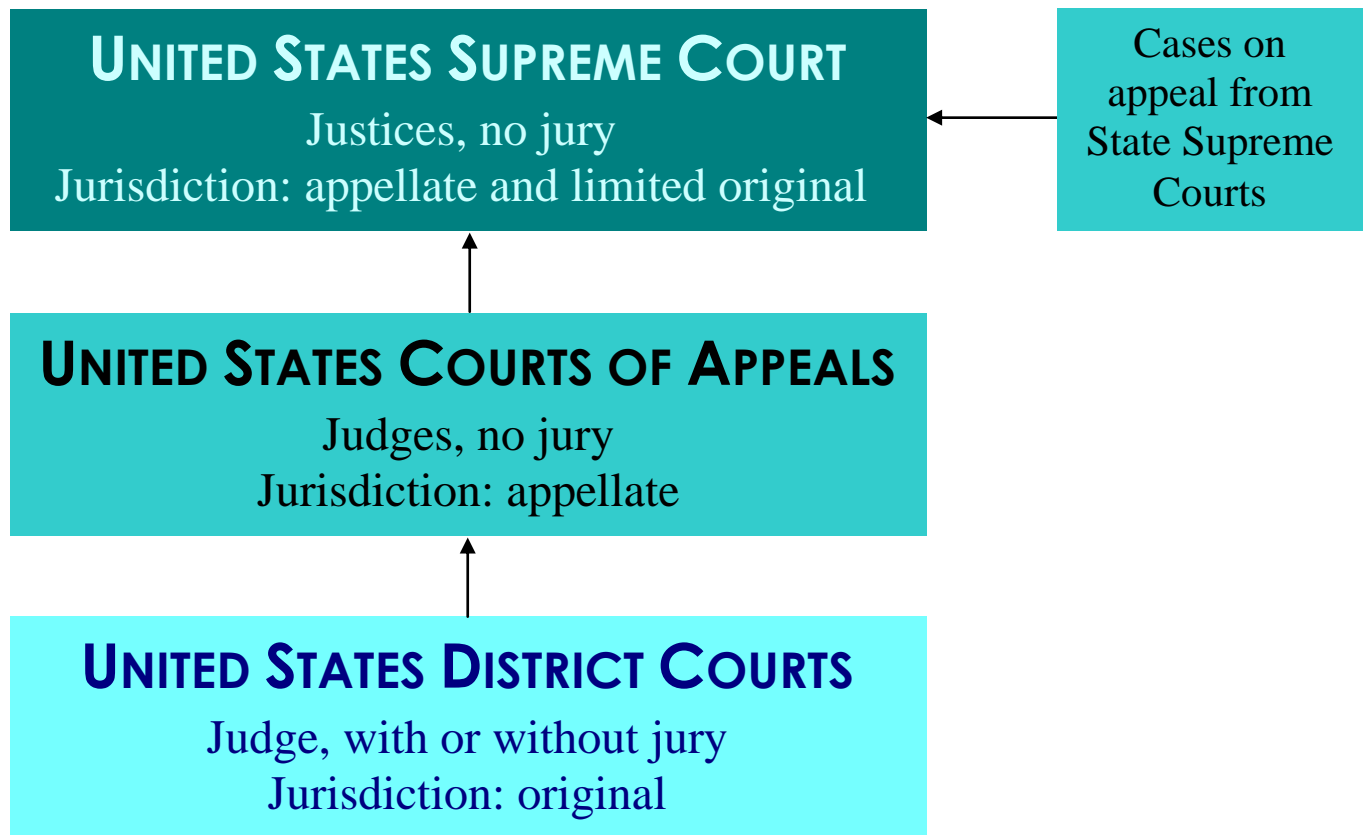 UNITED STATES SUPREME COURT
Justices, no jury
Jurisdiction: appellate and limited original
Cases on
appeal from
State Supreme
Courts
UNITED STATES COURTS OF APPEALS
Judges, no jury
Jurisdiction: appellate
UNITED STATES DISTRICT COURTS
Judge, with or without jury
Jurisdiction: original